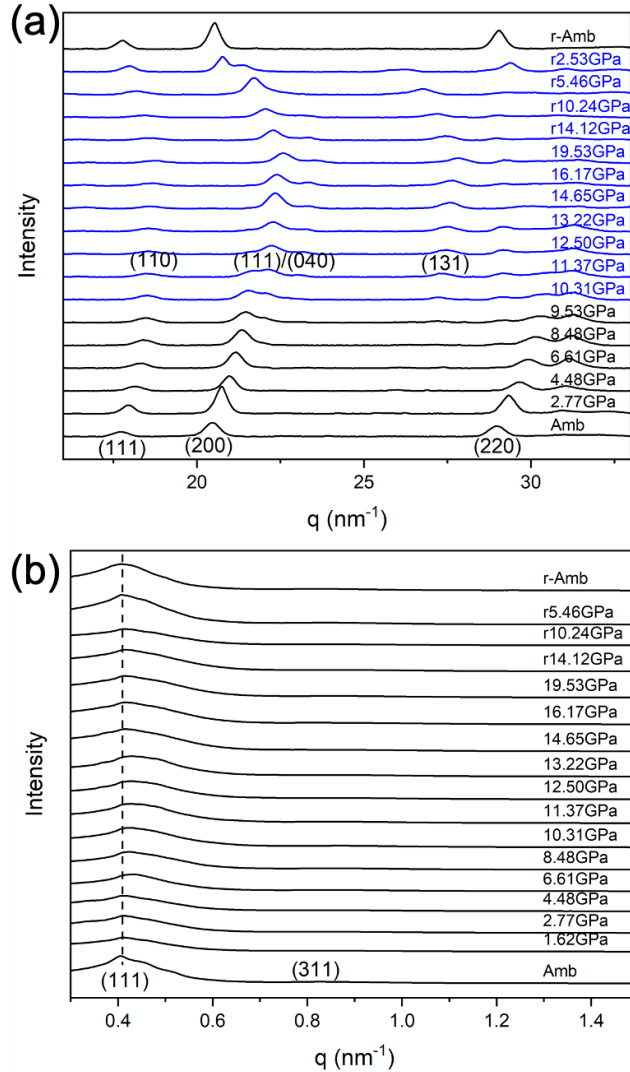 (a)
r-Amb
r2.53GPa
r5.46GPa
r10.24GPa
r14.12GPa
19.53GPa
16.17GPa
14.65GPa
13.22GPa
12.50GPa
(110) (111)/(040) (131)
11.37GPa
10.31GPa
9.53GPa
8.48GPa
6.61GPa
4.48GPa
2.77GPa
Amb
(111) (200) (220)
Intensity
20 25 30
q (nm-1)
(b)
r-Amb
r5.46GPa
r10.24GPa
r14.12GPa
19.53GPa
16.17GPa
14.65GPa
13.22GPa
12.50GPa
11.37GPa
10.31GPa
8.48GPa
6.61GPa
4.48GPa
2.77GPa
1.62GPa
Amb
(111) (311)
Intensity
0.4 0.6 0.8 1.0 1.2 1.4
q (nm-1)